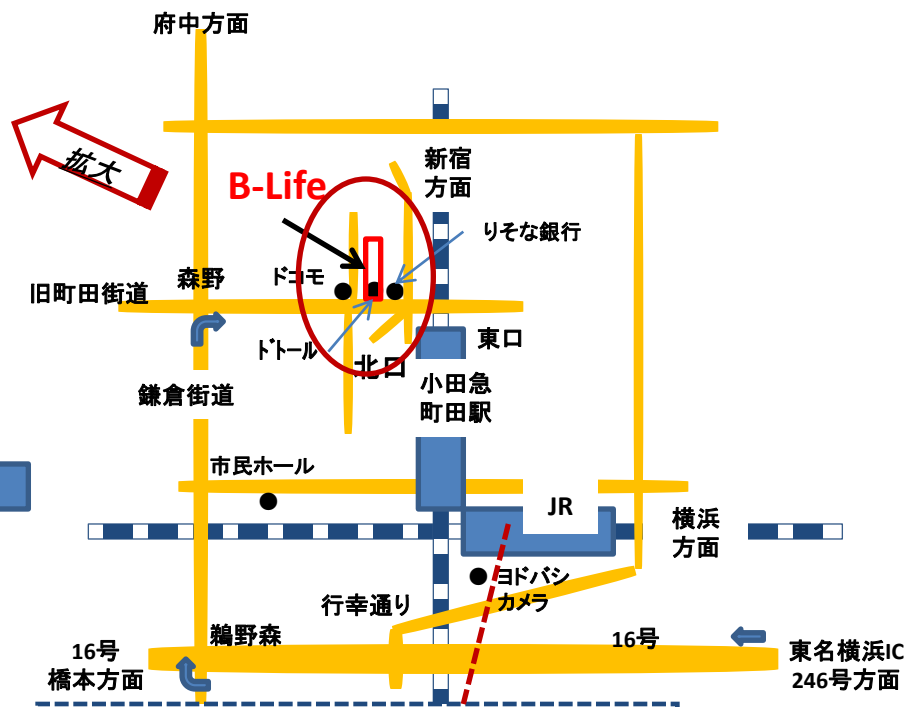 府中方面
拡大
新宿
方面
B-Life
りそな銀行
ドコモ
森野
旧町田街道
ドトール
東口
北口
小田急
町田駅
鎌倉街道
市民ホール
JR
横浜
方面
ヨドバシ
カメラ
行幸通り
鵜野森
16号
16号
橋本方面
東名横浜IC
246号方面